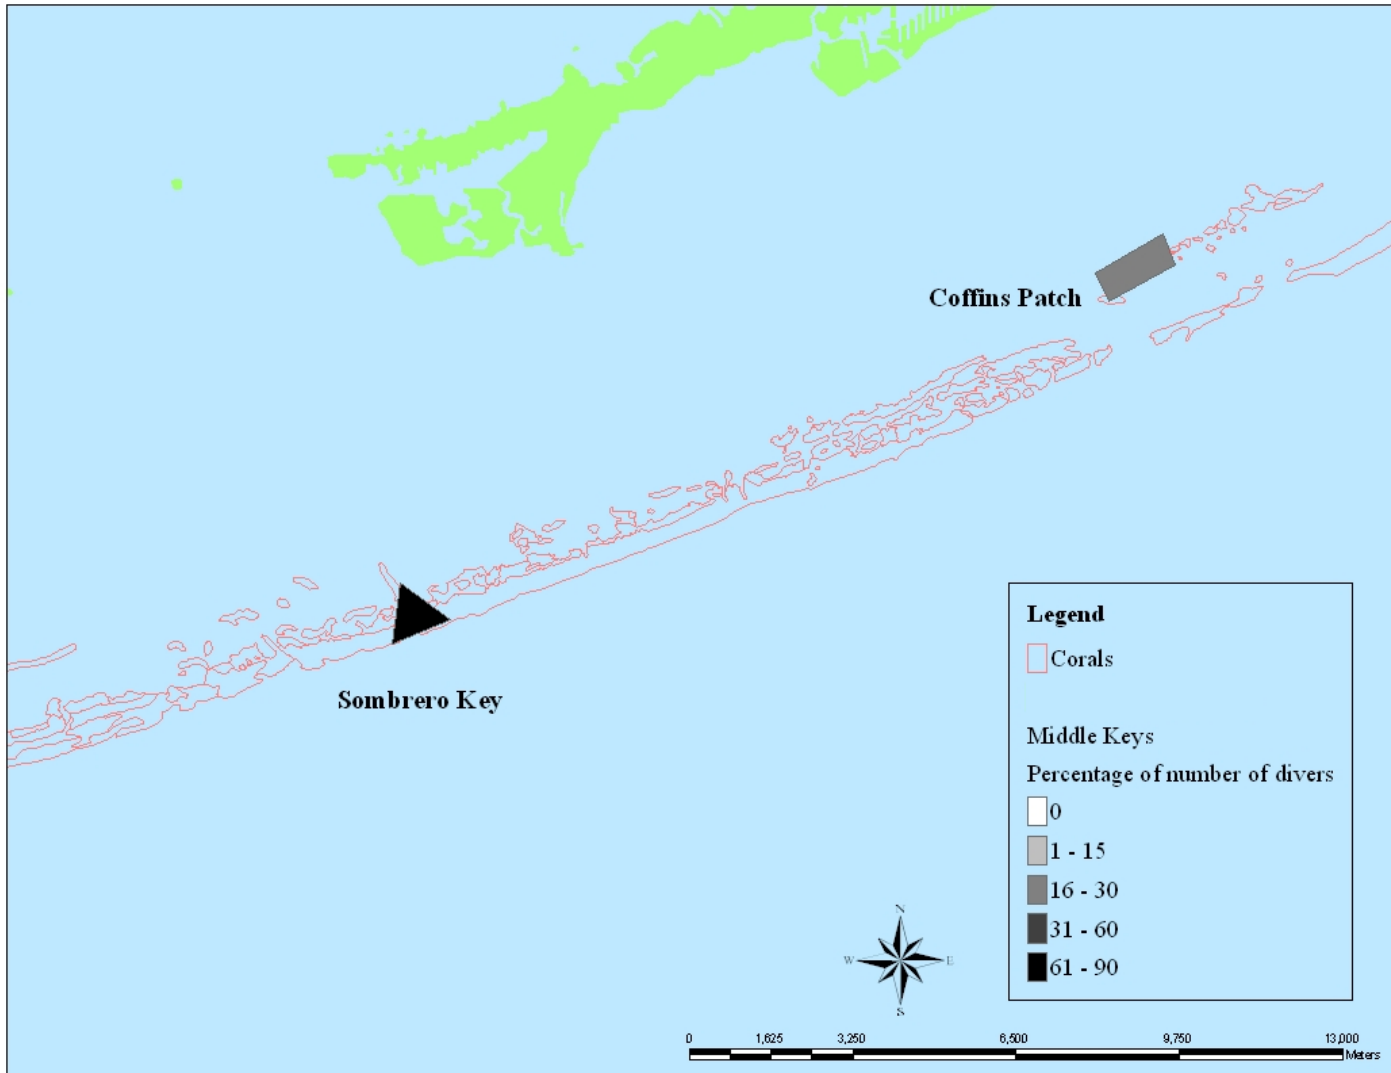 Coffins Patch
Sombrero Key
Legend
Corals
Middle Keys
Percentage of number of divers
0
1 - 15
16 - 30
31 - 60
61 - 90
N
W E
S
0 1,625 3,250 6,500 9,750 13,000
Meters